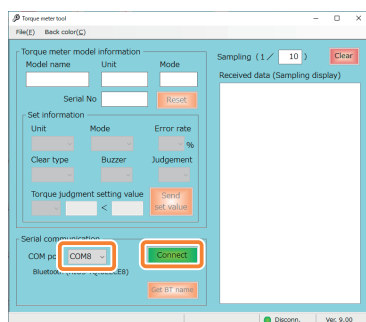 Torque meter tool
File(F) Back color(C)
Torque meter model information
Model name Unit Mode
Serial No Reset
Set information
Unit Mode Error rate
%
Clear type Buzzer Judgement
Torque judgment setting value
<
Send
set value
Serial communication
COM po COM8 Connect
Bluetooth
Get BT name
Sampling (1/ 10 ) Clear
Received data (Sampling display)
Disconn. Ver. 9.00